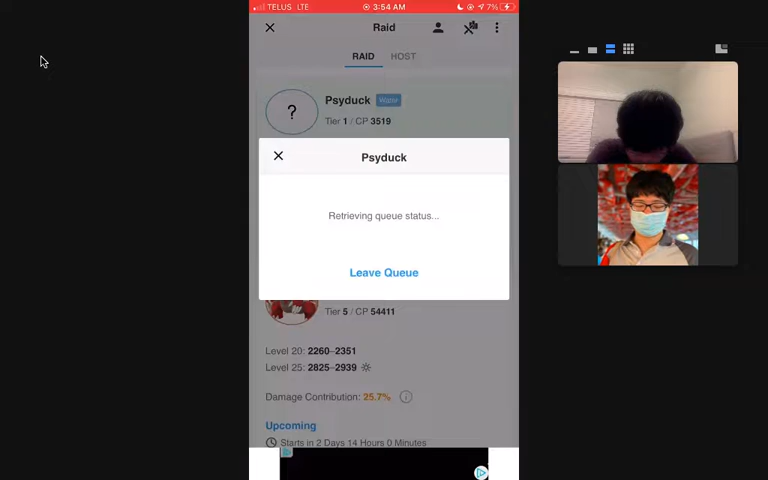 TELUS LTE 3:54 AM 7%
Raid
RAID HOST
?
Psyduck Water
Tier 1 / CP 3519
Psyduck
Retrieving queue status...
Leave Queue
Tier 5 / CP 54411
Level 20: 2260–2351
Level 25: 2825–2939
Damage Contribution: 25.7%
Upcoming
Starts in 2 Days 14 Hours 0 Minutes